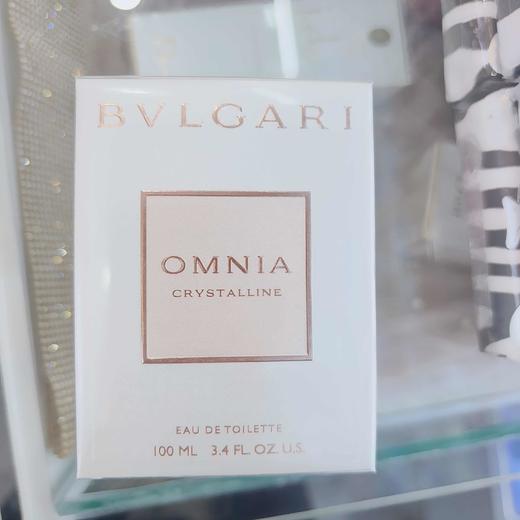 BVLGARI
OMNIA
CRYSTALLINE
EAU DE TOILETTE
100 ML 3.4 FL. OZ. U.S.